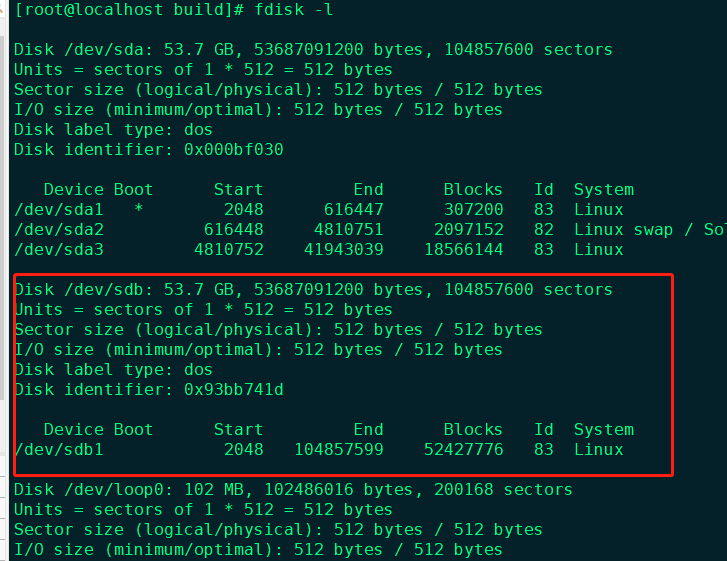 [root@localhost build]# fdisk -l
Disk /dev/sda: 53.7 GB, 53687091200 bytes, 104857600 sectors
Units = sectors of 1 * 512 = 512 bytes
Sector size (logical/physical): 512 bytes / 512 bytes
I/O size (minimum/optimal): 512 bytes / 512 bytes
Disk label type: dos
Disk identifier: 0x000bf030
Device Boot Start End Blocks Id System
/dev/sda1 * 2048 616447 307200 83 Linux
/dev/sda2 616448 4810751 2097152 82 Linux swap / Sol
/dev/sda3 4810752 41943039 18566144 83 Linux
Disk /dev/sdb: 53.7 GB, 53687091200 bytes, 104857600 sectors
Units = sectors of 1 * 512 = 512 bytes
Sector size (logical/physical): 512 bytes / 512 bytes
I/O size (minimum/optimal): 512 bytes / 512 bytes
Disk label type: dos
Disk identifier: 0x93bb741d
Device Boot Start End Blocks Id System
/dev/sdb1 2048 104857599 52427776 83 Linux
Disk /dev/loop0: 102 MB, 102486016 bytes, 200168 sectors
Units = sectors of 1 * 512 = 512 bytes
Sector size (logical/physical): 512 bytes / 512 bytes
I/O size (minimum/optimal): 512 bytes / 512 bytes